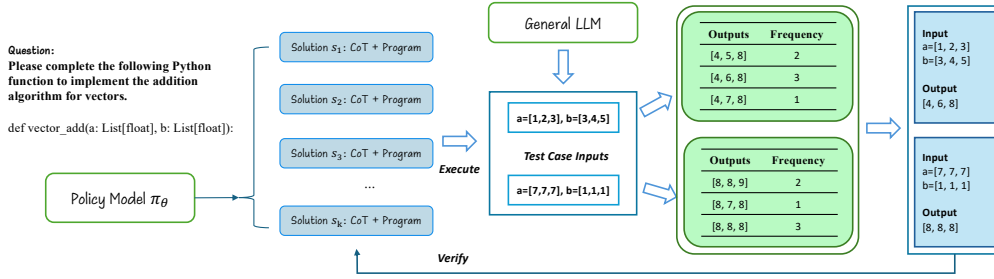 Question:
Please complete the following Python
function to implement the addition
algorithm for vectors.
def vector_add(a: List[float], b: List[float]):
Policy Model πθ
Solution s₁: CoT + Program
Solution s₂: CoT + Program
Solution s₃: CoT + Program
...
Solution sₖ: CoT + Program
Execute
General LLM
a=[1,2,3], b=[3,4,5]
Test Case Inputs
a=[7,7,7], b=[1,1,1]
Outputs Frequency
[4, 5, 8] 2
[4, 6, 8] 3
[4, 7, 8] 1
Outputs Frequency
[8, 8, 9] 2
[8, 7, 8] 1
[8, 8, 8] 3
Input
a=[1, 2, 3]
b=[3, 4, 5]
Output
[4, 6, 8]
Input
a=[7, 7, 7]
b=[1, 1, 1]
Output
[8, 8, 8]
Verify